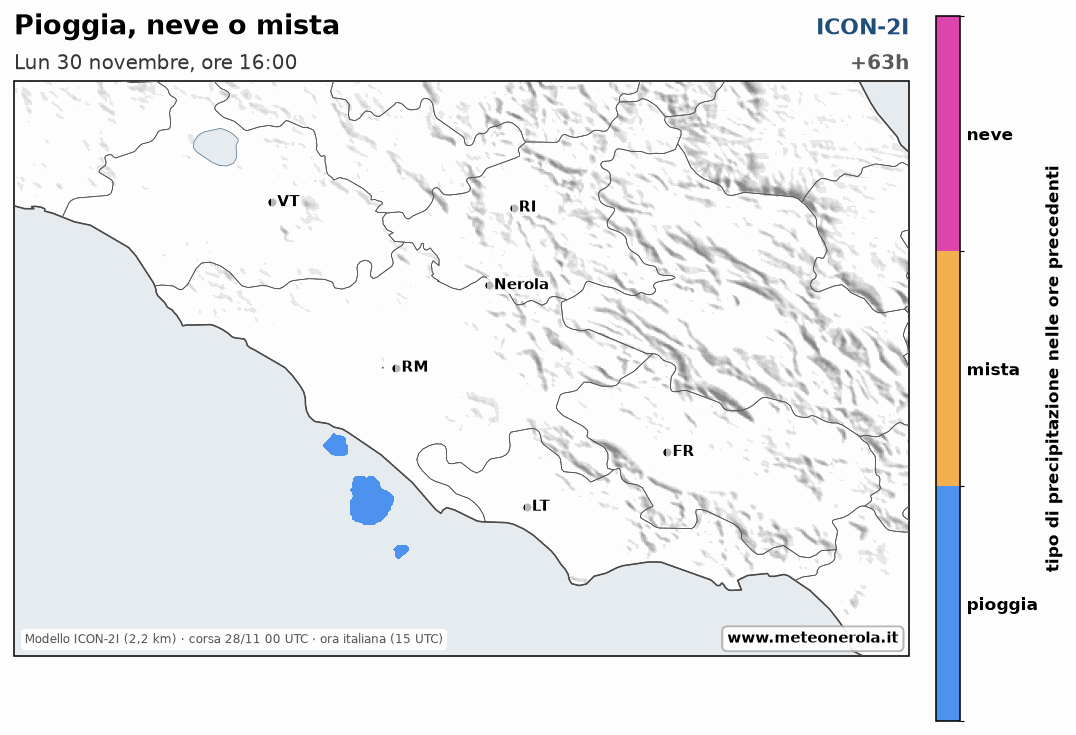 Pioggia, neve o mista
ICON-2I
Lun 30 novembre, ore 16:00
+63h
neve
VT
RI
Nerola
mista
RM
FR
LT
pioggia
tipo di precipitazione nelle ore precedenti
Modello ICON-2I (2,2 km) · corsa 28/11 00 UTC · ora italiana (15 UTC)
www.meteonerola.it